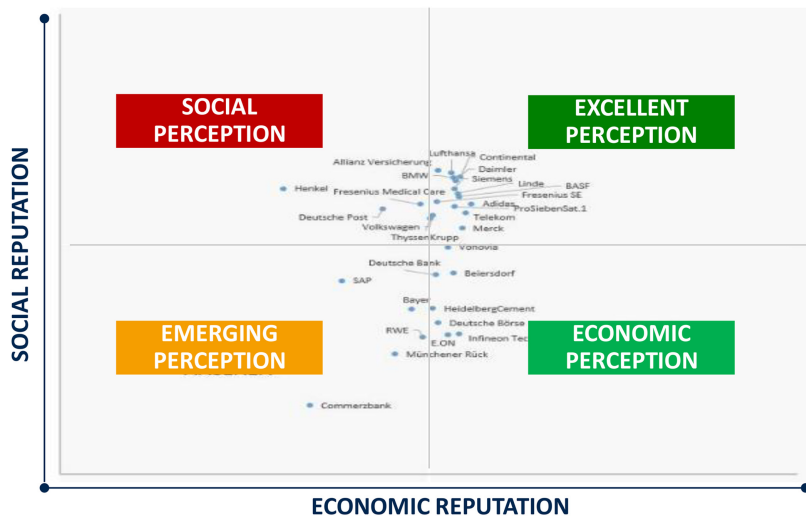 SOCIAL
PERCEPTION
EXCELLENT
PERCEPTION
Lufthansa
Continental
Allianz Versicherung
Daimler
BMW
Siemens
Linde
BASF
Henkel
Fresenius Medical Care
Fresenius SE
Adidas
ProSiebenSat.1
Deutsche Post
Telekom
Volkswagen
Merck
ThyssenKrupp
Vonovia
Deutsche Bank
Beiersdorf
SAP
Bayer
HeidelbergCement
EMERGING
PERCEPTION
ECONOMIC
PERCEPTION
Deutsche Börse
RWE
E.ON
Infineon Tec
Münchener Rück
Commerzbank
SOCIAL REPUTATION
ECONOMIC REPUTATION